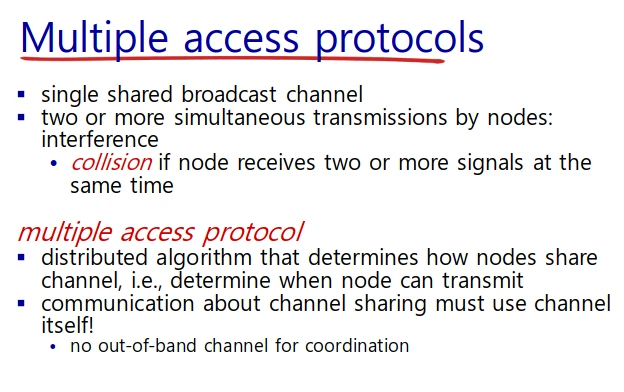 Multiple access protocols
▪ single shared broadcast channel
▪ two or more simultaneous transmissions by nodes:
interference
• collision if node receives two or more signals at the
same time
multiple access protocol
▪ distributed algorithm that determines how nodes share
channel, i.e., determine when node can transmit
▪ communication about channel sharing must use channel
itself!
• no out-of-band channel for coordination